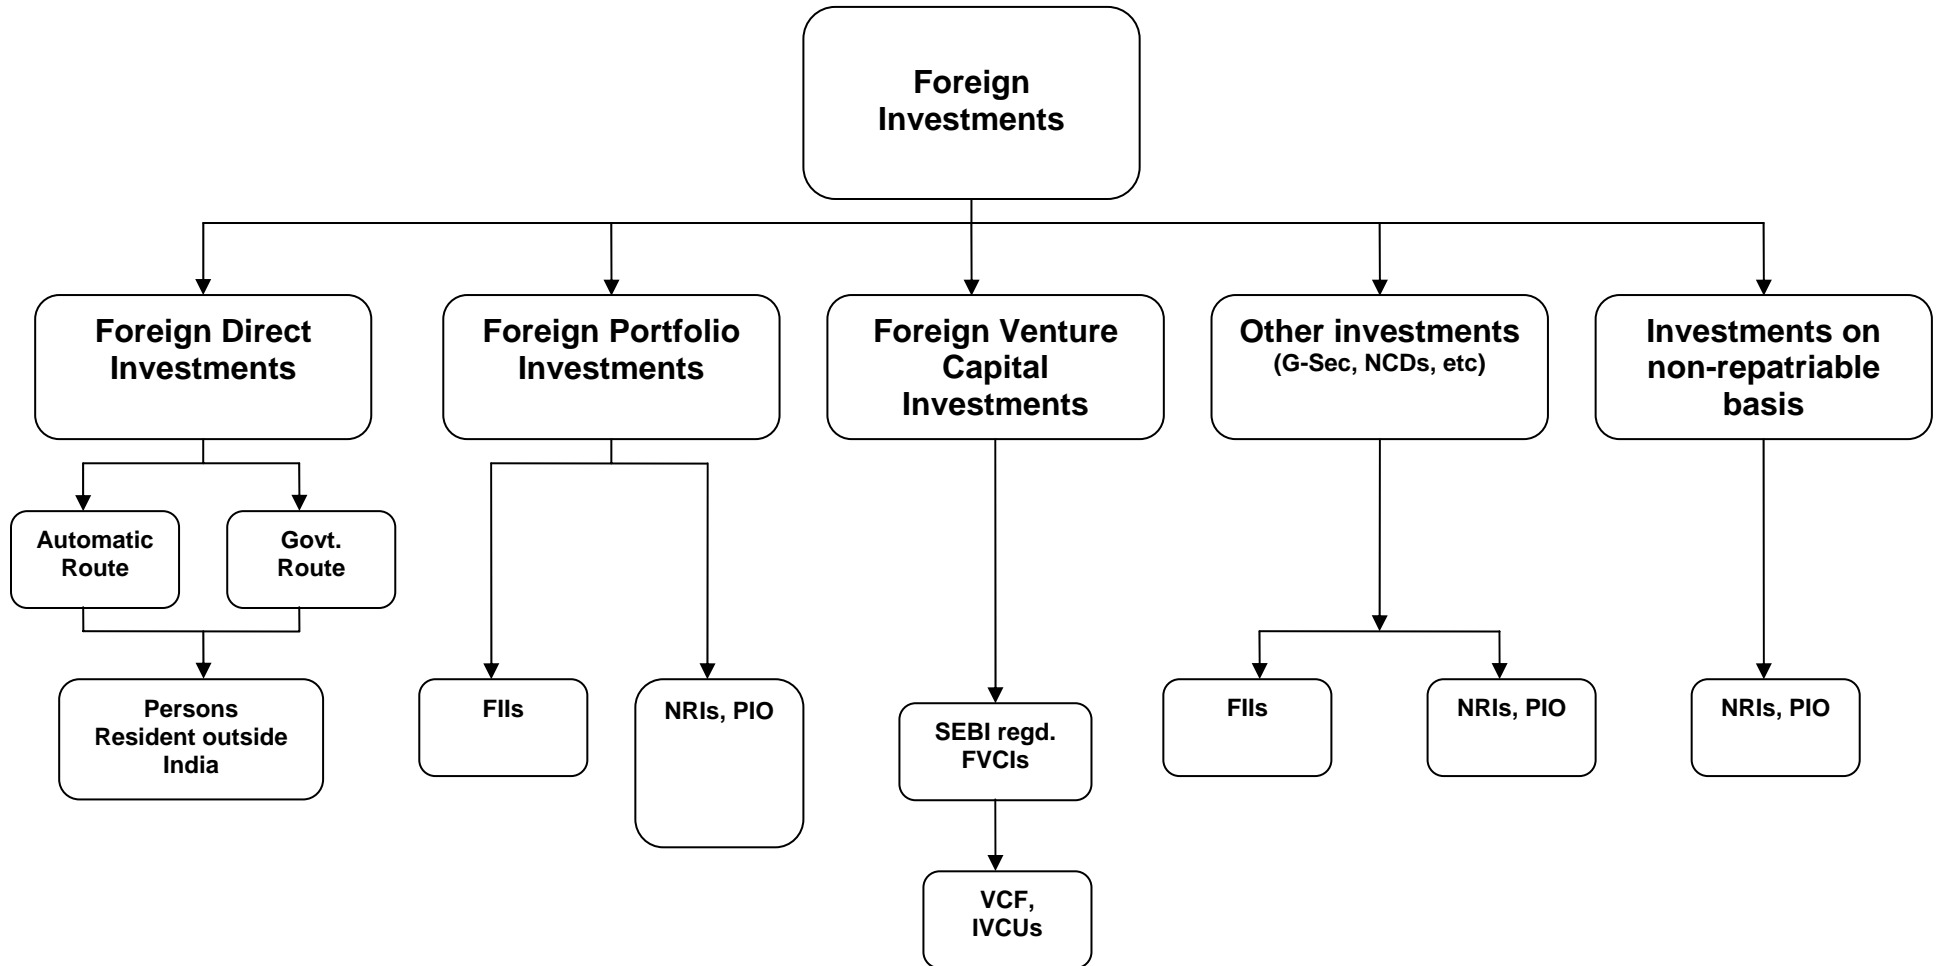 Foreign
Investments
Foreign Direct
Investments
Foreign Portfolio
Investments
Foreign Venture
Capital
Investments
Other investments
(G-Sec, NCDs, etc)
Investments on
non-repatriable
basis
Automatic
Route
Govt.
Route
Persons
Resident outside
India
FIIs
NRIs, PIO
SEBI regd.
FVCIs
FIIs
NRIs, PIO
NRIs, PIO
VCF,
IVCUs